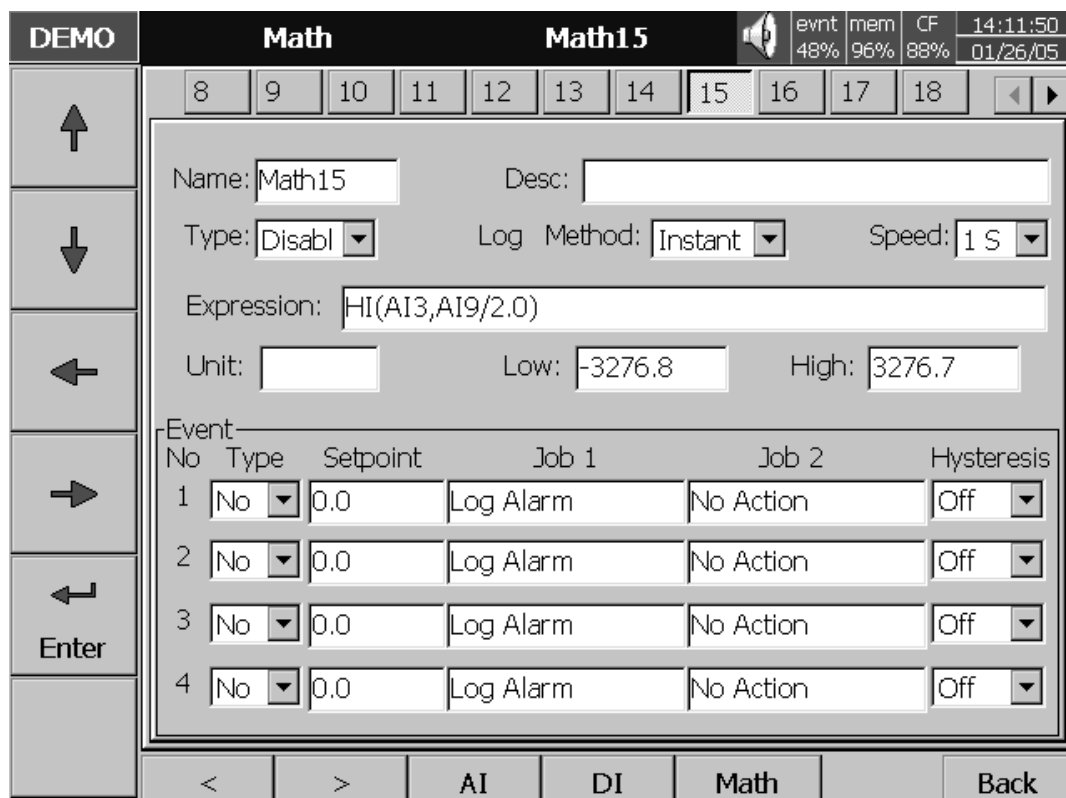 DEMO Math Math15 evnt mem CF 14:11:50
48% 96% 88% 01/26/05
8 9 10 11 12 13 14 15 16 17 18
Name: Math15 Desc:
Type: Disabl Log Method: Instant Speed: 1 S
Expression: HI(AI3,AI9/2.0)
Unit: Low: -3276.8 High: 3276.7
Event
No Type Setpoint Job 1 Job 2 Hysteresis
1 No 0.0 Log Alarm No Action Off
2 No 0.0 Log Alarm No Action Off
3 No 0.0 Log Alarm No Action Off
4 No 0.0 Log Alarm No Action Off
Enter
< > AI DI Math Back